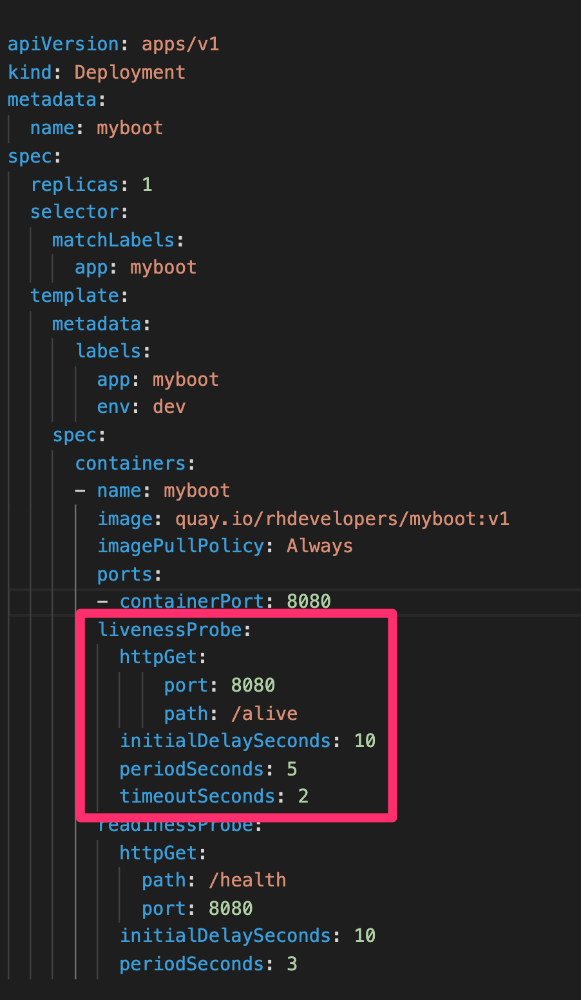 apiVersion: apps/v1
kind: Deployment
metadata:
  name: myboot
spec:
  replicas: 1
  selector:
    matchLabels:
      app: myboot
  template:
    metadata:
      labels:
        app: myboot
        env: dev
    spec:
      containers:
      - name: myboot
        image: quay.io/rhdevelopers/myboot:v1
        imagePullPolicy: Always
        ports:
        - containerPort: 8080
        livenessProbe:
          httpGet:
              port: 8080
              path: /alive
          initialDelaySeconds: 10
          periodSeconds: 5
          timeoutSeconds: 2
        readinessProbe:
          httpGet:
            path: /health
            port: 8080
          initialDelaySeconds: 10
          periodSeconds: 3